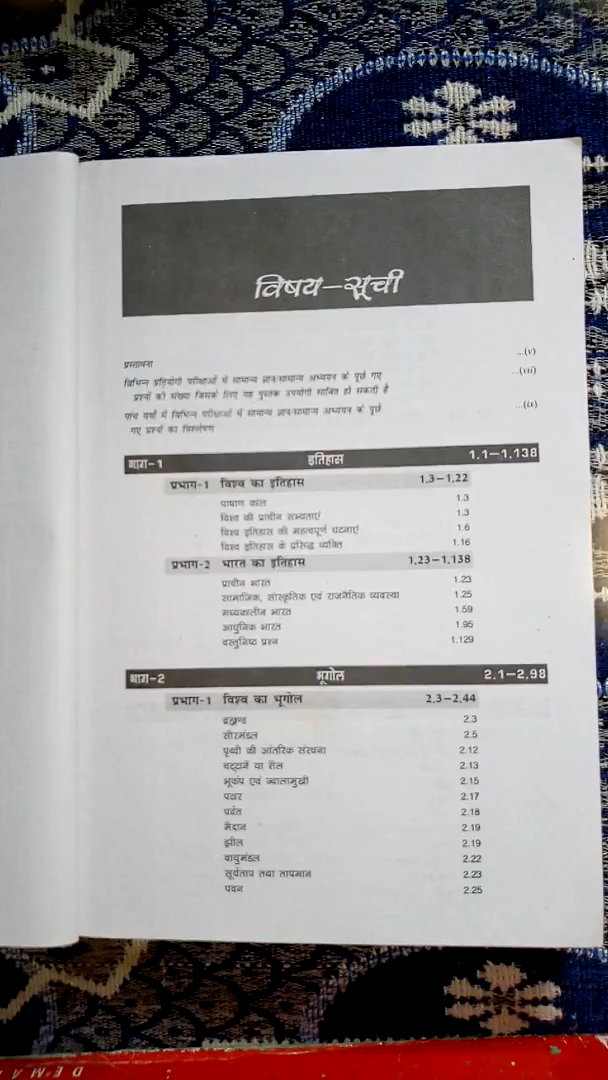 विषय–सूची
प्रस्तावना ...(v)
विभिन्न प्रतियोगी परीक्षाओं में सामान्य ज्ञान/सामान्य अध्ययन के पूछे गए ...(vii)
प्रश्नों की संख्या जिसके लिए यह पुस्तक उपयोगी साबित हो सकती है
पांच वर्षों में विभिन्न परीक्षाओं में सामान्य ज्ञान/सामान्य अध्ययन के पूछे ...(ix)
गए प्रश्नों का विश्लेषण
भाग-1 इतिहास 1.1–1.138
प्रभाग-1 विश्व का इतिहास 1.3–1.22
पाषाण काल 1.3
विश्व की प्राचीन सभ्यताएं 1.3
विश्व इतिहास की महत्वपूर्ण घटनाएं 1.6
विश्व इतिहास के प्रसिद्ध व्यक्ति 1.16
प्रभाग-2 भारत का इतिहास 1.23–1.138
प्राचीन भारत 1.23
सामाजिक, सांस्कृतिक एवं राजनैतिक व्यवस्था 1.25
मध्यकालीन भारत 1.59
आधुनिक भारत 1.95
वस्तुनिष्ठ प्रश्न 1.129
भाग-2 भूगोल 2.1–2.98
प्रभाग-1 विश्व का भूगोल 2.3–2.44
ब्रह्माण्ड 2.3
सौरमंडल 2.5
पृथ्वी की आंतरिक संरचना 2.12
चट्टानें या शैल 2.13
भूकंप एवं ज्वालामुखी 2.15
पठार 2.17
पर्वत 2.18
मैदान 2.19
झील 2.19
वायुमंडल 2.22
सूर्यताप तथा तापमान 2.23
पवन 2.25